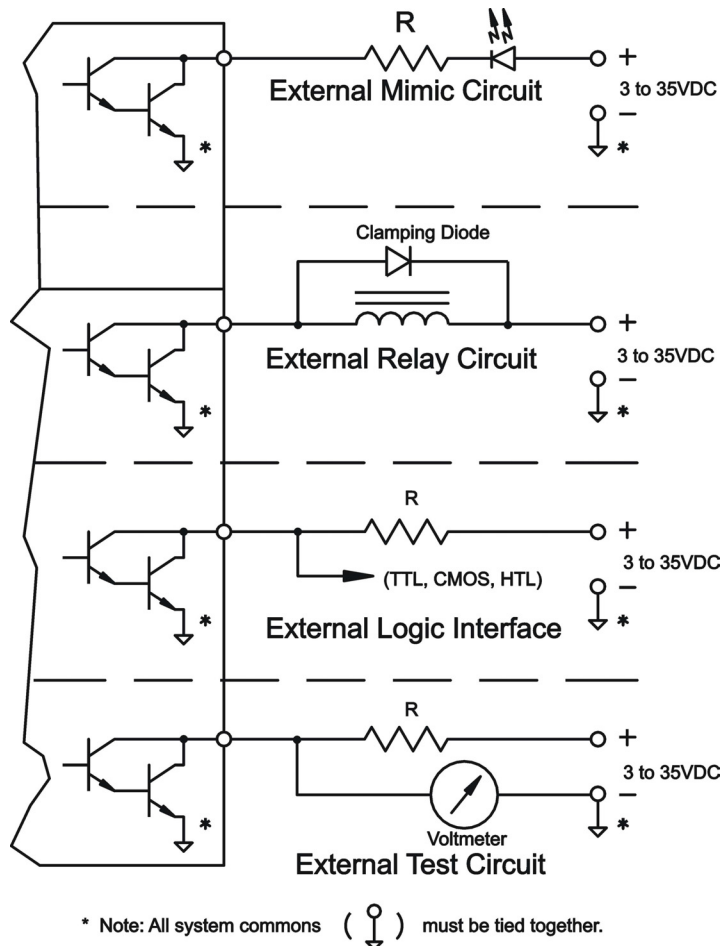 R
+
External Mimic Circuit
3 to 35VDC
–
*
*
Clamping Diode
+
External Relay Circuit
3 to 35VDC
–
*
*
R
+
3 to 35VDC
(TTL, CMOS, HTL)
–
*
*
External Logic Interface
R
+
3 to 35VDC
–
*
*
Voltmeter
External Test Circuit
* Note: All system commons ( ) must be tied together.